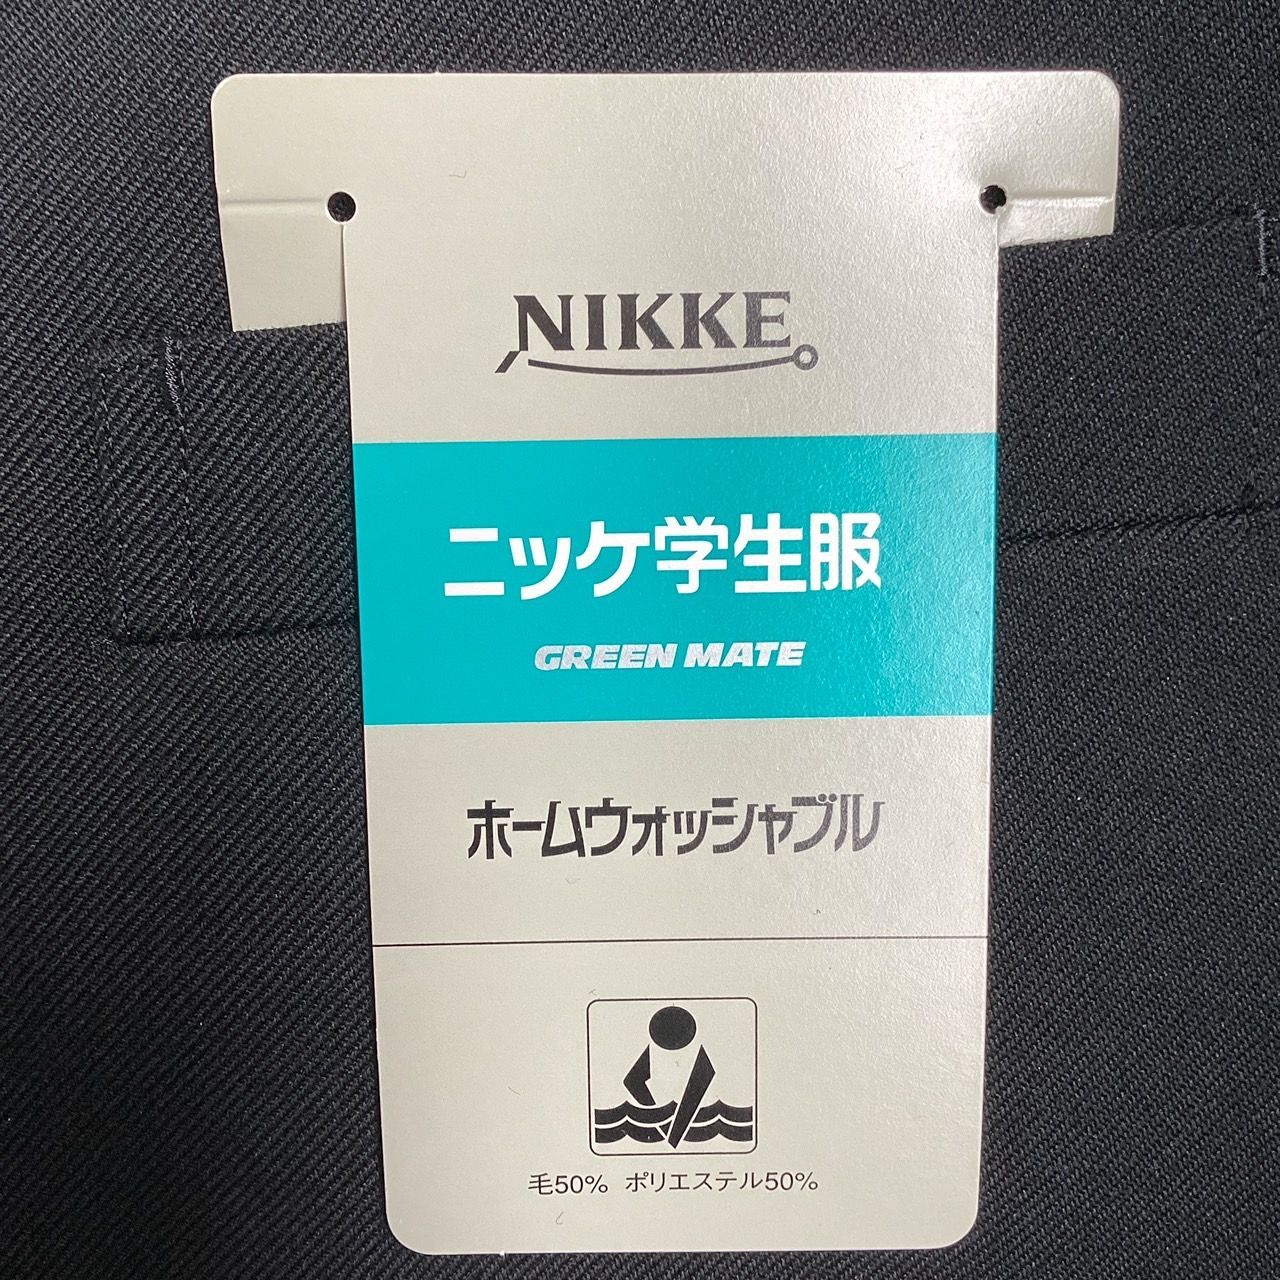 NIKKE
ニッケ学生服
GREEN MATE
ホームウォッシャブル
毛50% ポリエステル50%